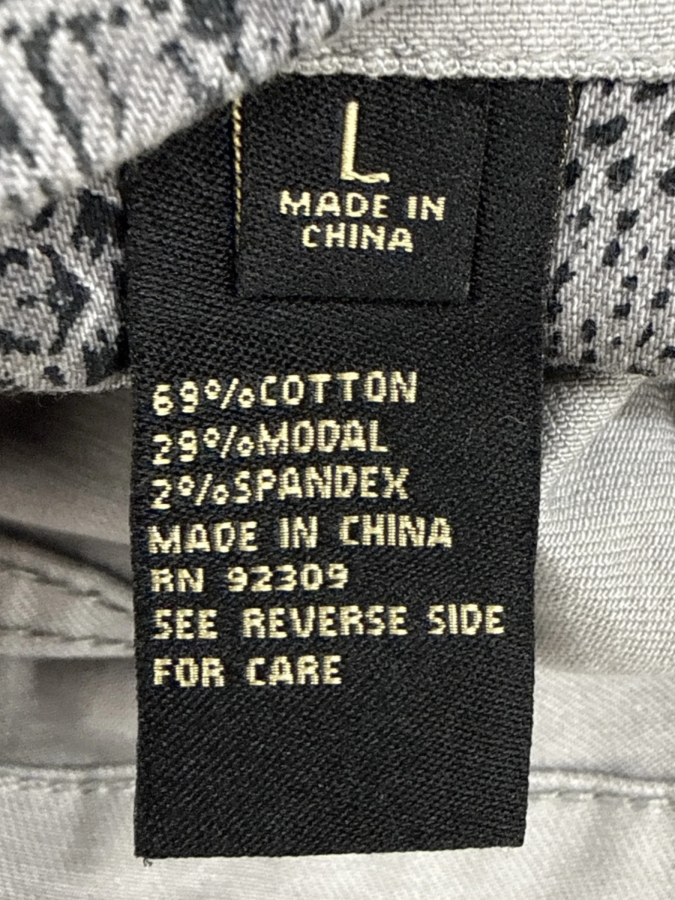 L
MADE IN
CHINA
69%COTTON
29%MODAL
2%SPANDEX
MADE IN CHINA
RN 92309
SEE REVERSE SIDE
FOR CARE